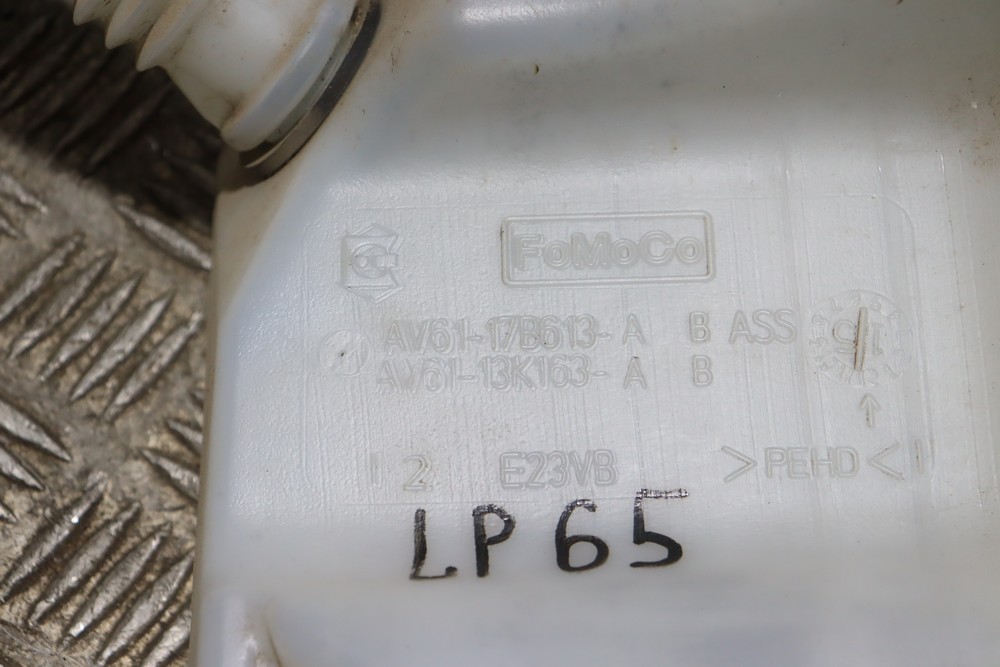 FoMoCo
AV61-17B613-A B ASS
AV61-13K163-A B
2 E23VB >PEHD<
LP65